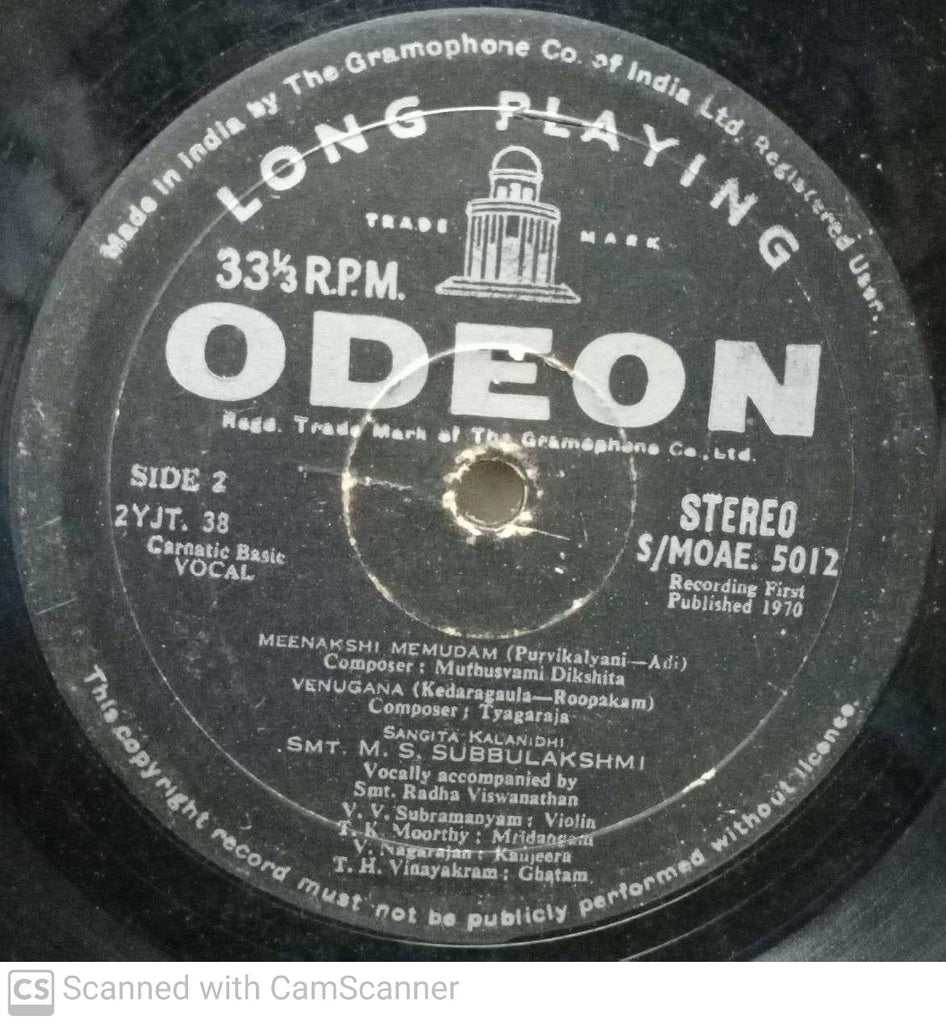 Made in India by The Gramophone Co. of India Ltd. Registered User.
LONG PLAYING
TRADE MARK
33⅓ R.P.M.
ODEON
Regd. Trade Mark of The Gramophone Co., Ltd.
SIDE 2
2YJT. 38
Carnatic Basic
VOCAL
STEREO
S/MOAE. 5012
Recording First
Published 1970
MEENAKSHI MEMUDAM (Purvikalyani—Adi)
Composer : Muthusvami Dikshita
VENUGANA (Kedaragaula—Roopakam)
Composer ; Tyagaraja
SANGITA KALANIDHI
SMT. M. S. SUBBULAKSHMI
Vocally accompanied by
Smt. Radha Viswanathan
V. V. Subramanyam : Violin
T. K. Moorthy : Mridangam
V. Nagarajan : Kanjeera
T. H. Vinayakram : Ghatam
This copyright record must not be publicly performed without licence.
CS Scanned with CamScanner